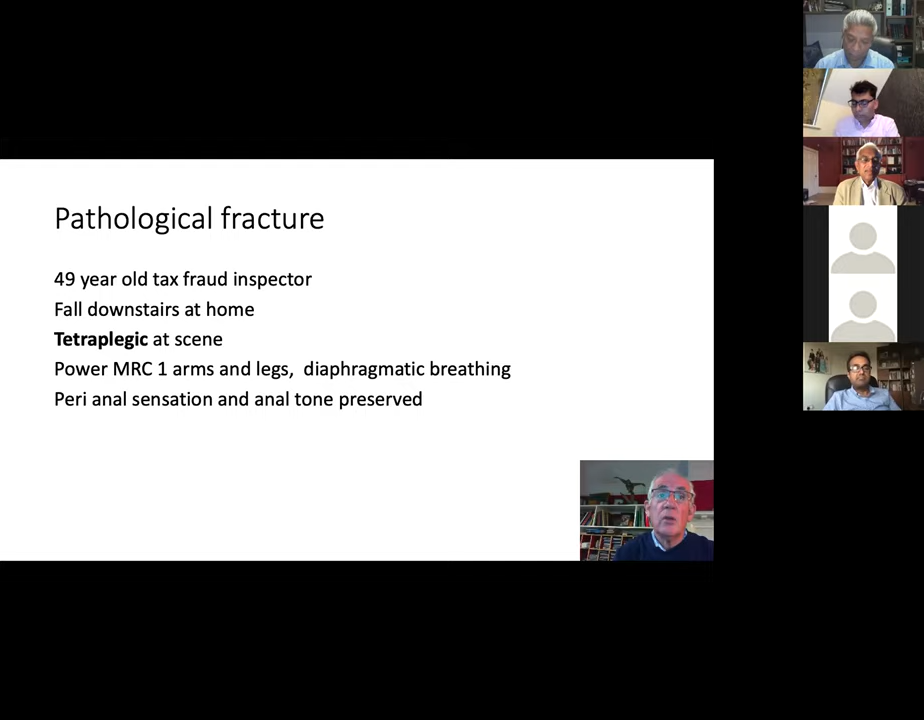 Pathological fracture
49 year old tax fraud inspector
Fall downstairs at home
Tetraplegic at scene
Power MRC 1 arms and legs,  diaphragmatic breathing
Peri anal sensation and anal tone preserved